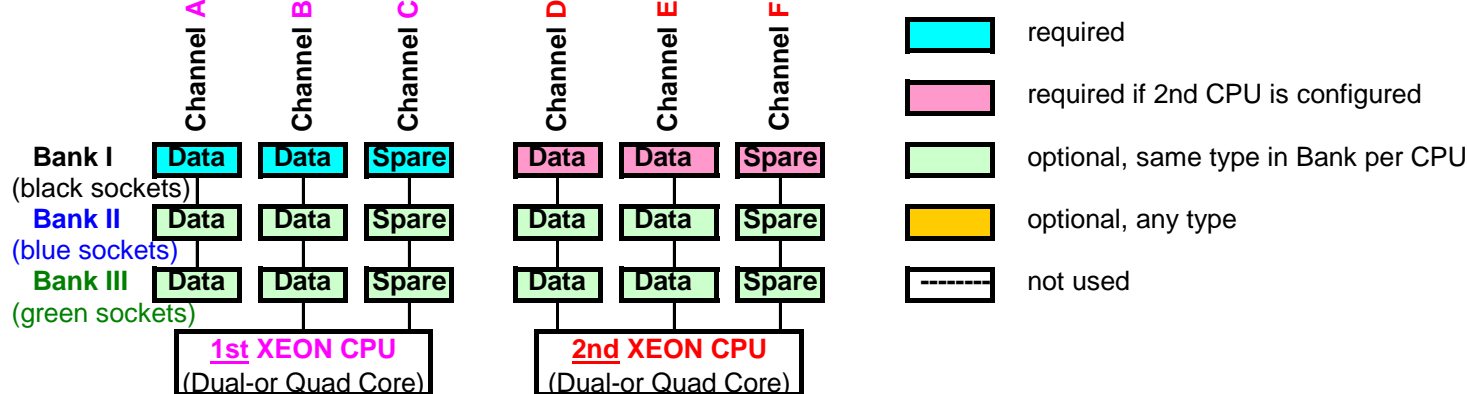 Channel A Channel B Channel C Channel D Channel E Channel F
required
required if 2nd CPU is configured
Bank I Data Data Spare Data Data Spare optional, same type in Bank per CPU
(black sockets)
Bank II Data Data Spare Data Data Spare optional, any type
(blue sockets)
Bank III Data Data Spare Data Data Spare -------- not used
(green sockets)
1st XEON CPU 2nd XEON CPU
(Dual-or Quad Core) (Dual-or Quad Core)